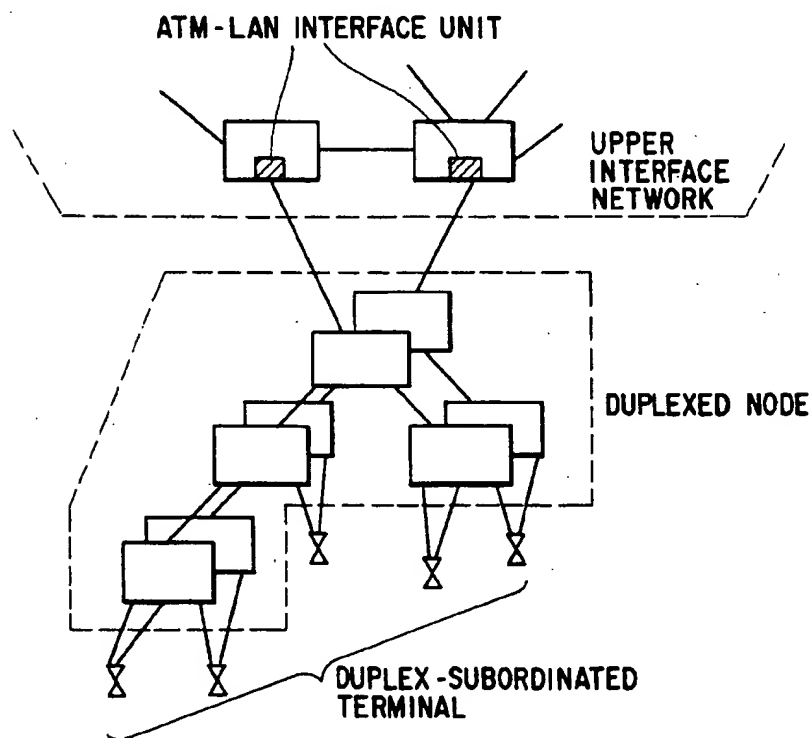 ATM-LAN INTERFACE UNIT
UPPER
INTERFACE
NETWORK
DUPLEXED NODE
DUPLEX-SUBORDINATED
TERMINAL